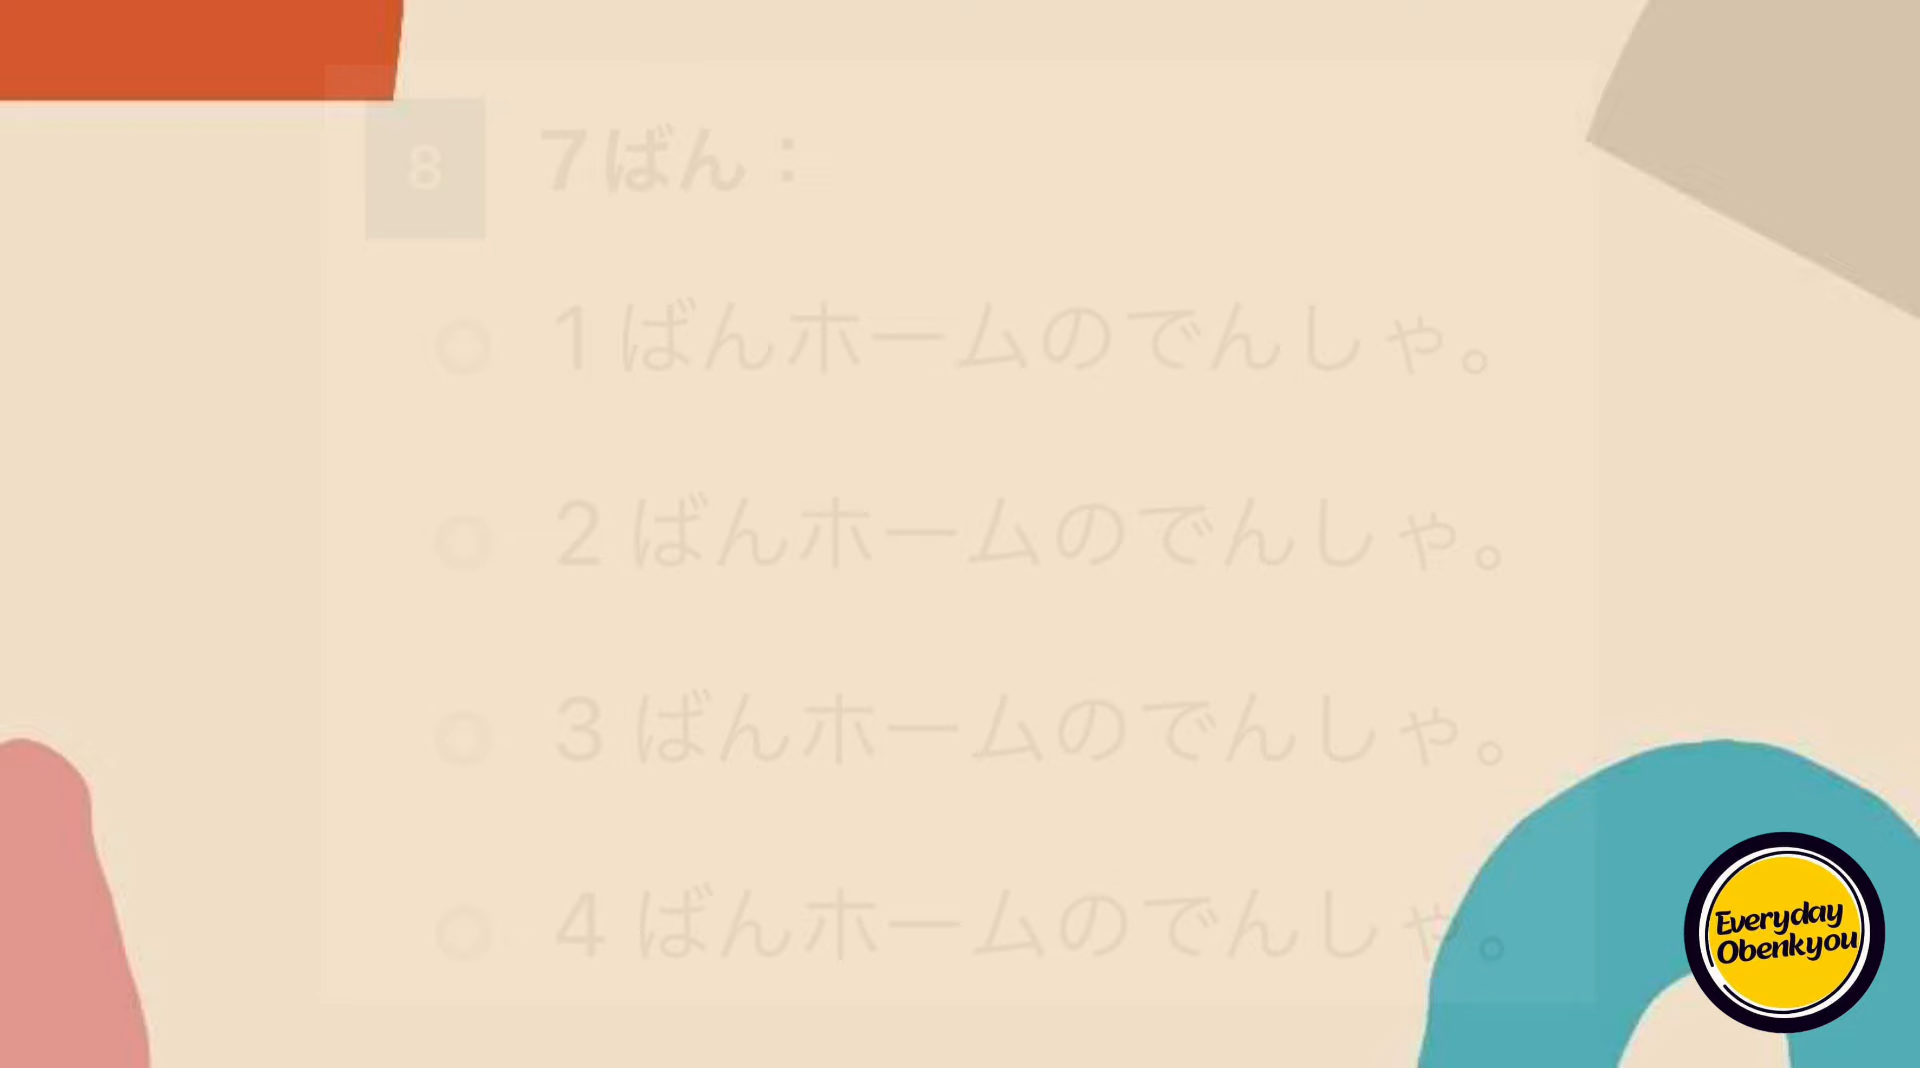 8 7ばん：
1ばんホームのでんしゃ。
2ばんホームのでんしゃ。
3ばんホームのでんしゃ。
4ばんホームのでんしゃ。
Everyday
Obenkyou